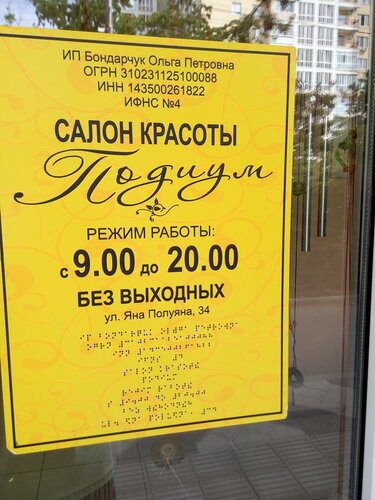 ИП Бондарчук Ольга Петровна
ОГРН 310231125100088
ИНН 143500261822
ИФНС №4
САЛОН КРАСОТЫ
Подиум
РЕЖИМ РАБОТЫ:
с 9.00 до 20.00
БЕЗ ВЫХОДНЫХ
ул. Яна Полуяна, 34